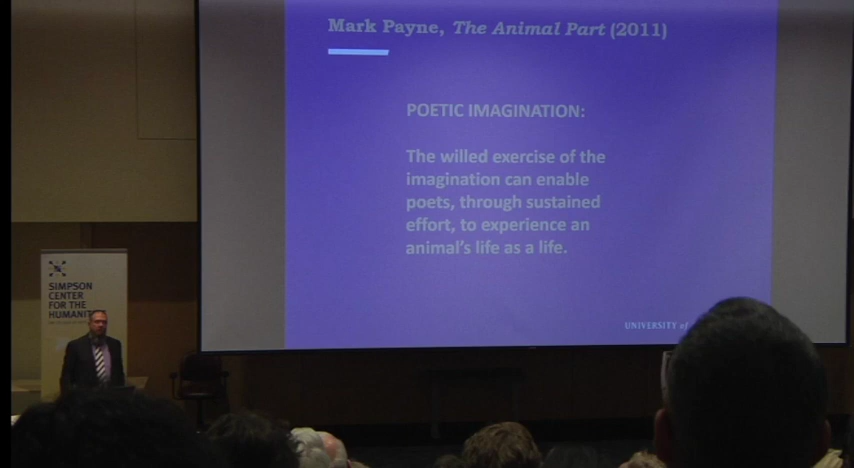 Mark Payne, The Animal Part (2011)
POETIC IMAGINATION:
The willed exercise of the
imagination can enable
poets, through sustained
effort, to experience an
animal's life as a life.
UNIVERSITY of
SIMPSON
CENTER
FOR THE
HUMANIT